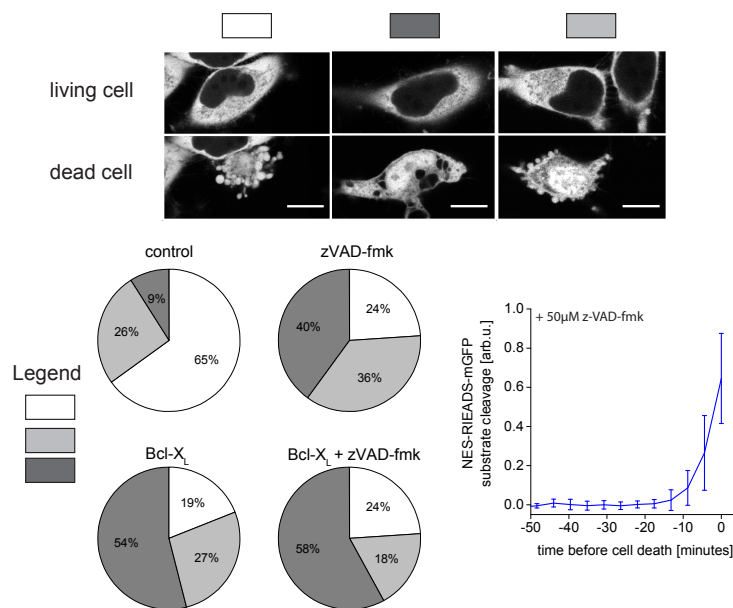 living cell
dead cell
control
9%
26%
65%
zVAD-fmk
24%
40%
36%
Legend
Bcl-X_L
19%
54%
27%
Bcl-X_L + zVAD-fmk
24%
58%
18%
+ 50µM z-VAD-fmk
NES-RIEADS-mGFP
substrate cleavage [arb.u.]
1.0
0.8
0.6
0.4
0.2
0.0
-50 -40 -30 -20 -10 0
time before cell death [minutes]